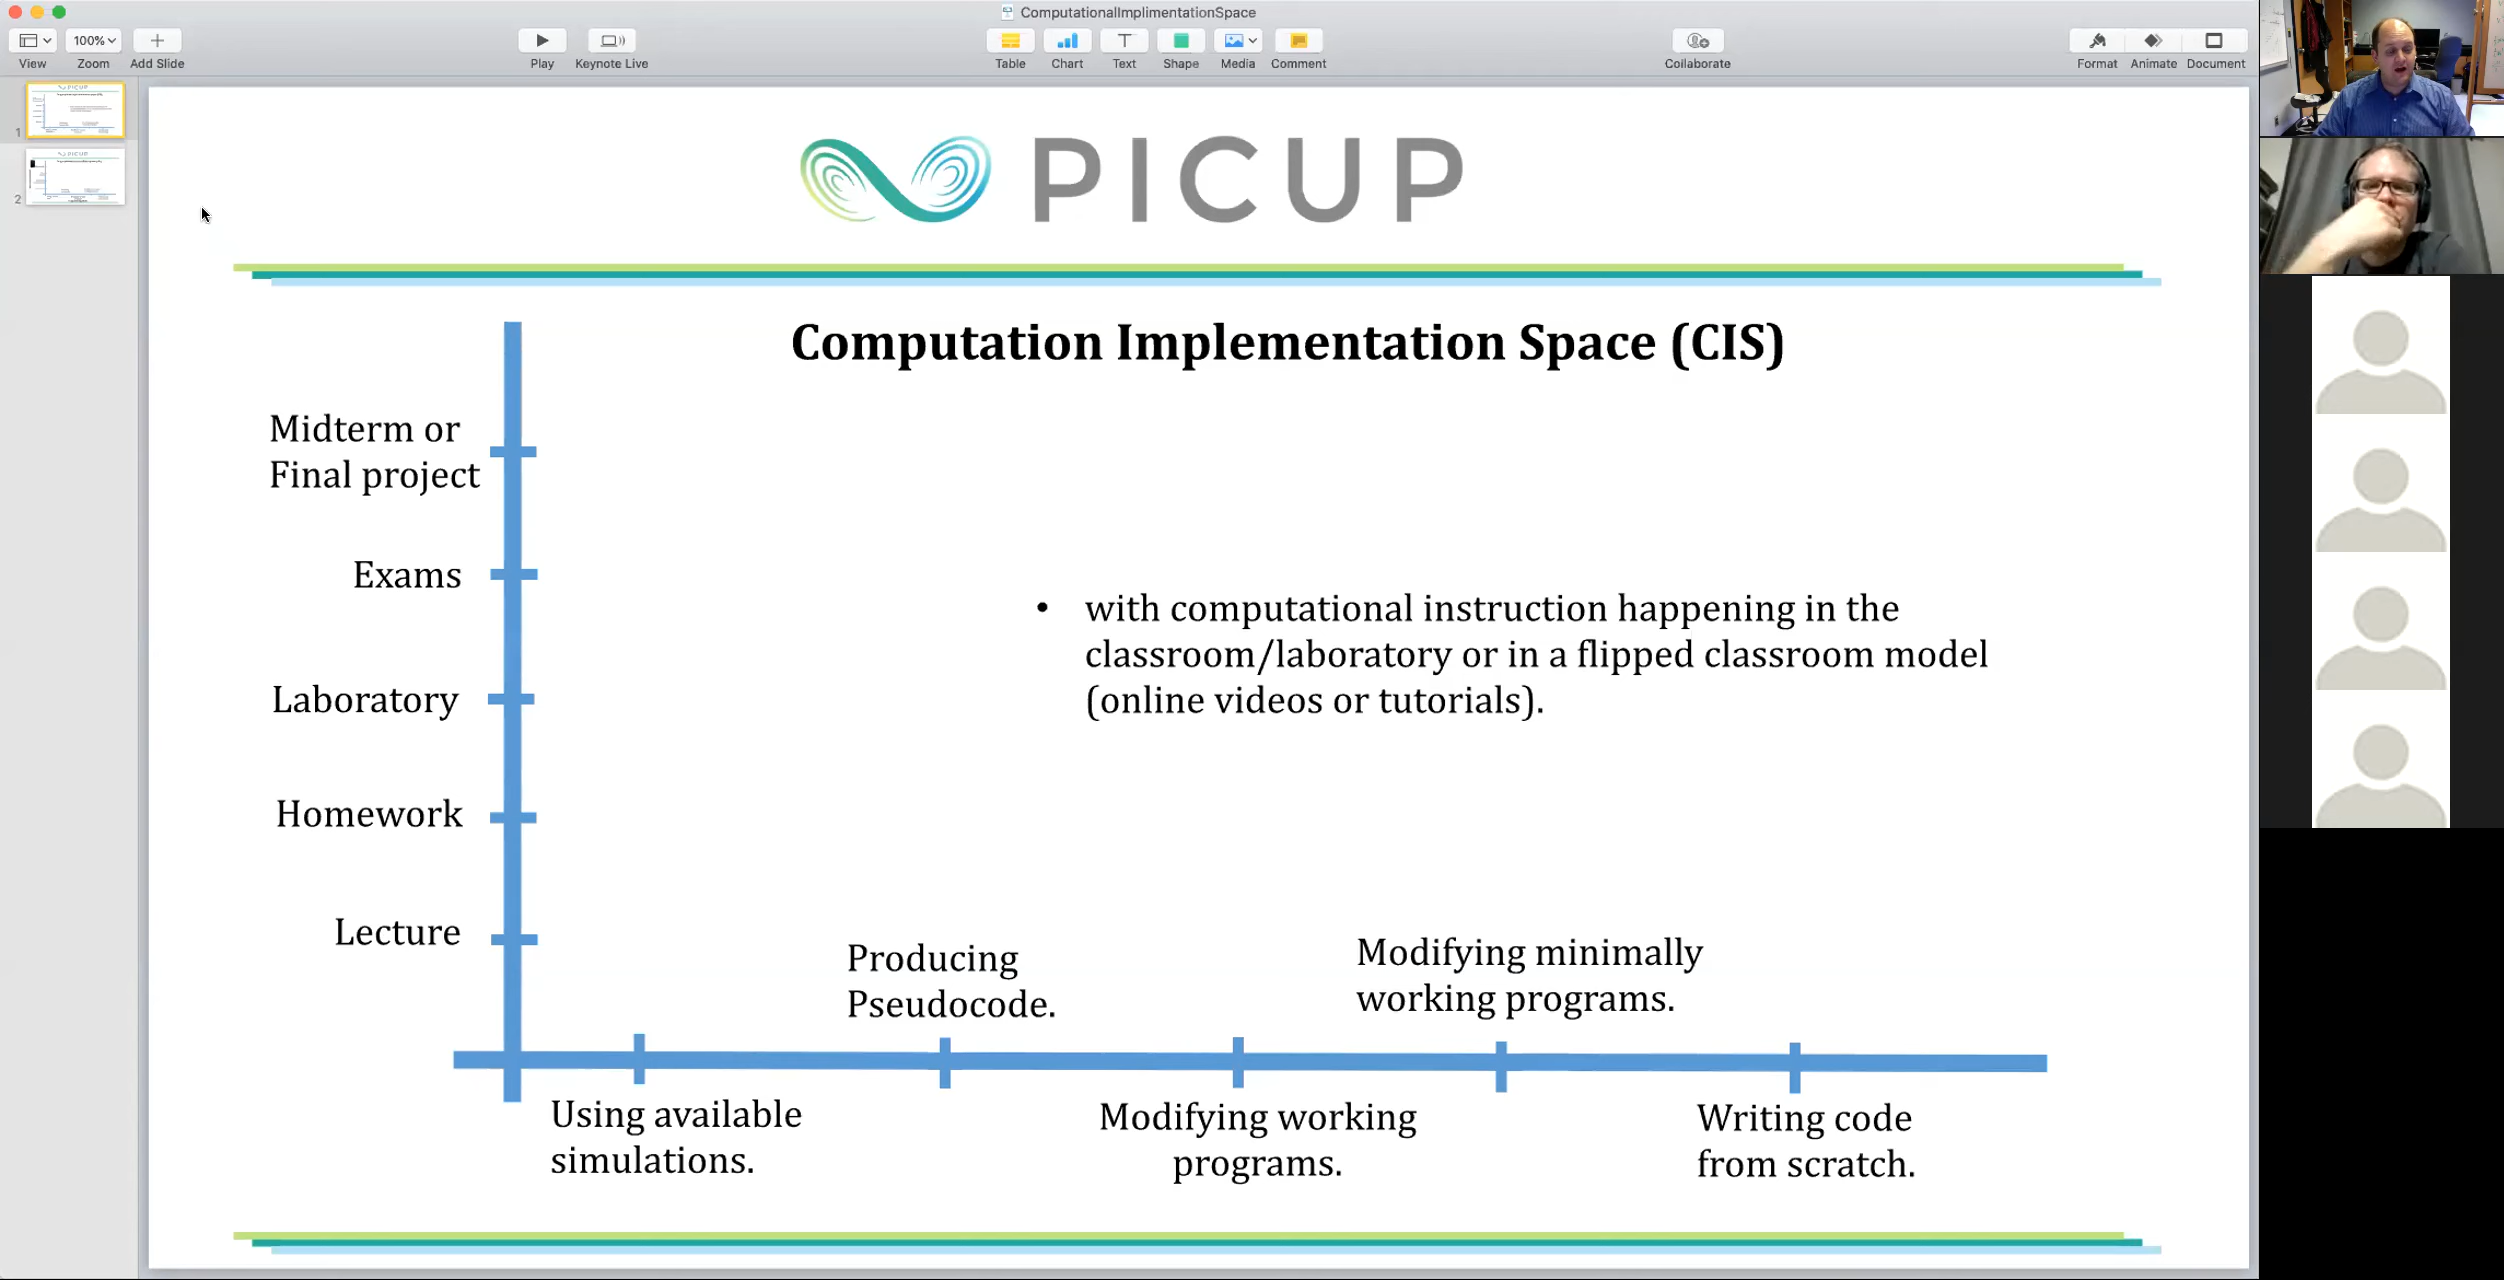 ComputationalImplimentationSpace
100%
View
Zoom
Add Slide
Play
Keynote Live
Table
Chart
Text
Shape
Media
Comment
Collaborate
Format
Animate
Document
1
2
PICUP
Computation Implementation Space (CIS)
Midterm or
Final project
Exams
Laboratory
Homework
Lecture
• with computational instruction happening in the
classroom/laboratory or in a flipped classroom model
(online videos or tutorials).
Producing
Pseudocode.
Modifying minimally
working programs.
Using available
simulations.
Modifying working
programs.
Writing code
from scratch.